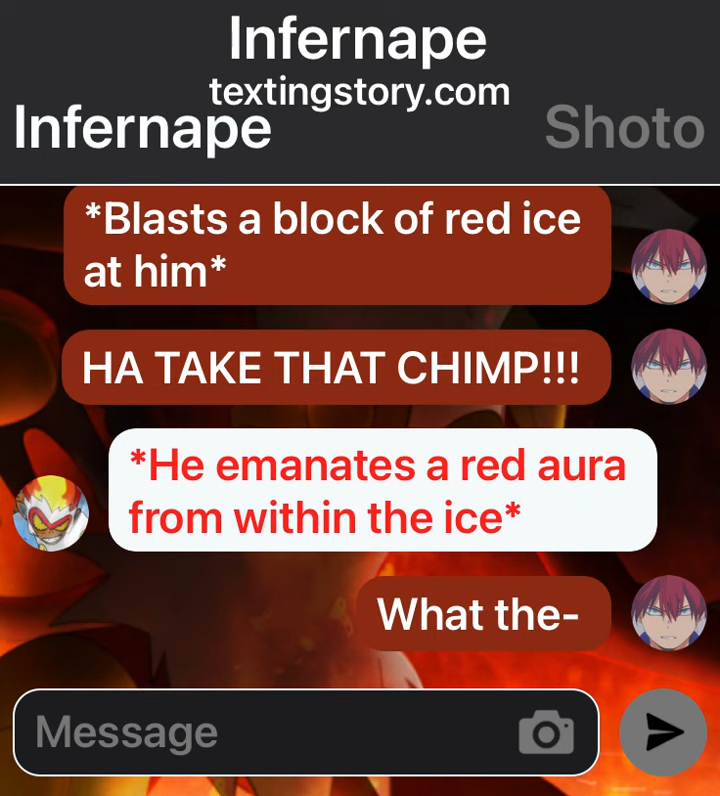 Infernape
textingstory.com
Infernape Shoto
*Blasts a block of red ice
at him*
HA TAKE THAT CHIMP!!!
*He emanates a red aura
from within the ice*
What the-
Message